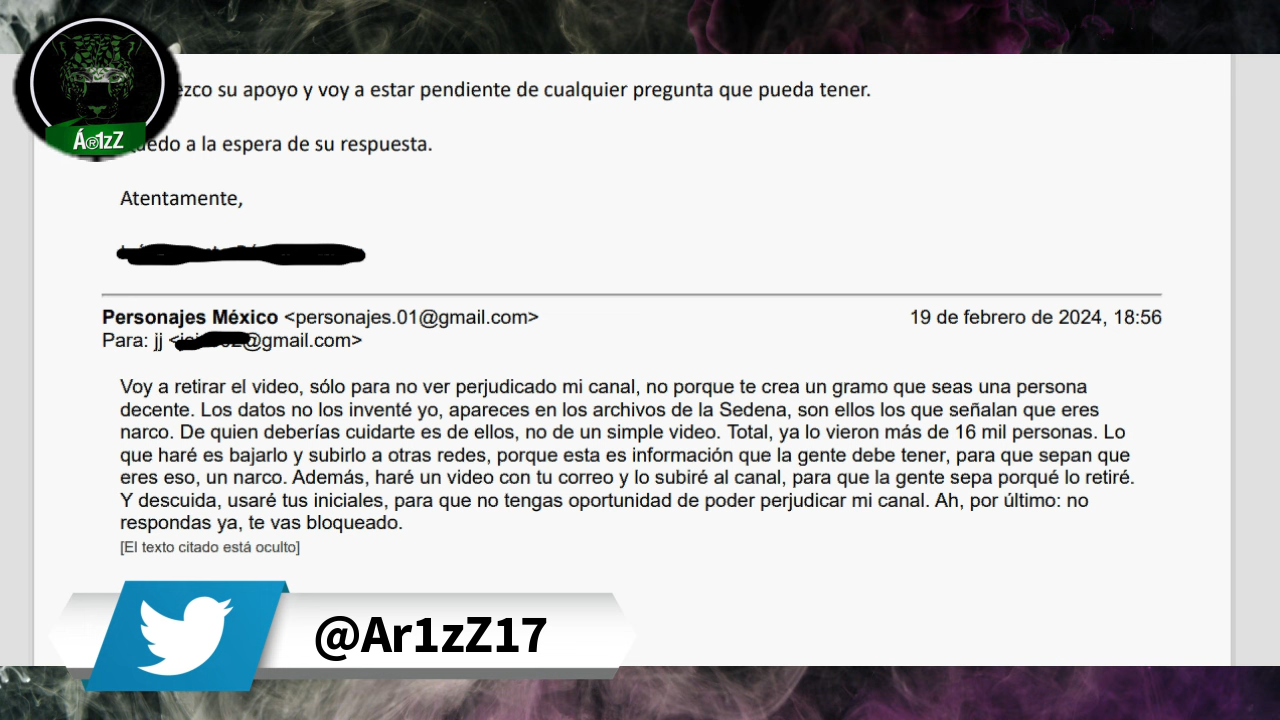 Á®1zZ
ezco su apoyo y voy a estar pendiente de cualquier pregunta que pueda tener.
uedo a la espera de su respuesta.
Atentamente,
Personajes México <personajes.01@gmail.com> 19 de febrero de 2024, 18:56
Para: jj < @gmail.com>
Voy a retirar el video, sólo para no ver perjudicado mi canal, no porque te crea un gramo que seas una persona
decente. Los datos no los inventé yo, apareces en los archivos de la Sedena, son ellos los que señalan que eres
narco. De quien deberías cuidarte es de ellos, no de un simple video. Total, ya lo vieron más de 16 mil personas. Lo
que haré es bajarlo y subirlo a otras redes, porque esta es información que la gente debe tener, para que sepan que
eres eso, un narco. Además, haré un video con tu correo y lo subiré al canal, para que la gente sepa porqué lo retiré.
Y descuida, usaré tus iniciales, para que no tengas oportunidad de poder perjudicar mi canal. Ah, por último: no
respondas ya, te vas bloqueado.
[El texto citado está oculto]
@Ar1zZ17